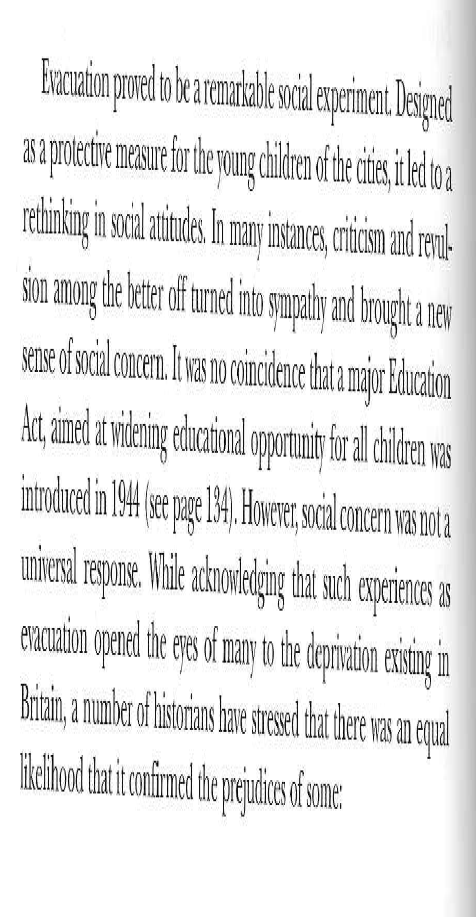 Evacuation proved to be a remarkable social experiment. Designed
as a protective measure for the young children of the cities, it led to a
rethinking in social attitudes. In many instances, criticism and revul-
sion among the better off turned into sympathy and brought a new
sense of social concern. It was no coincidence that a major Education
Act, aimed at widening educational opportunity for all children was
introduced in 1944 (see page 134). However, social concern was not a
universal response. While acknowledging that such experiences as
evacuation opened the eyes of many to the deprivation existing in
Britain, a number of historians have stressed that there was an equal
likelihood that it confirmed the prejudices of some: